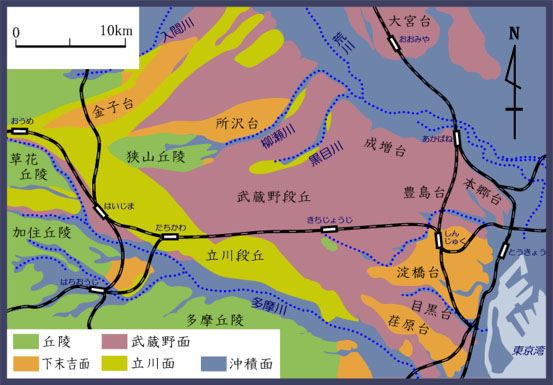 0
10km
入間川
荒川
大宮台
おおみや
N
金子台
おうめ
所沢台
柳瀬川
黒目川
成増台
あかばね
草花
丘陵
狭山丘陵
武蔵野段丘
豊島台
本郷台
はいじま
加住丘陵
たちかわ
きちじょうじ
しん
じゅく
とうきょう
立川段丘
淀橋台
はちおうじ
多摩川
目黒台
荏原台
多摩丘陵
東京湾
丘陵
武蔵野面
下末吉面
立川面
沖積面